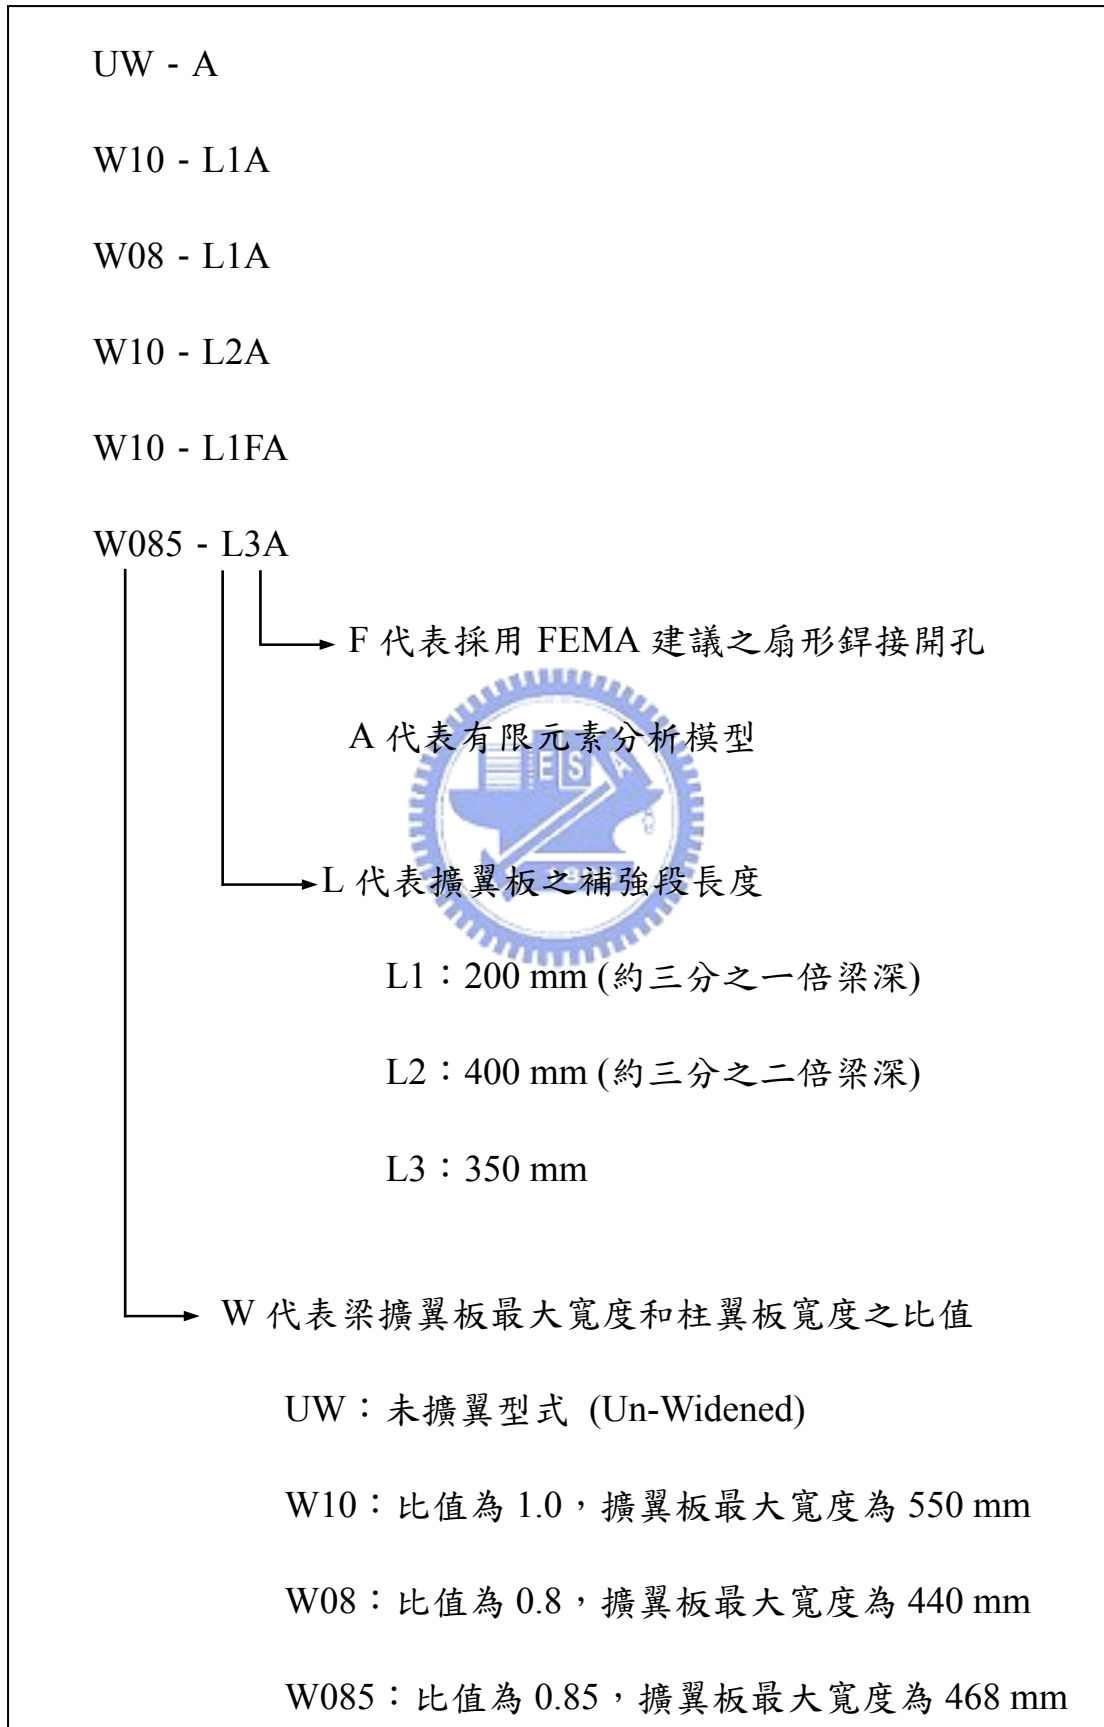 UW - A
W10 - L1A
W08 - L1A
W10 - L2A
W10 - L1FA
W085 - L3A
F 代表採用 FEMA 建議之扇形銲接開孔
A 代表有限元素分析模型
L 代表擴翼板之補強段長度
L1：200 mm (約三分之一倍梁深)
L2：400 mm (約三分之二倍梁深)
L3：350 mm
W 代表梁擴翼板最大寬度和柱翼板寬度之比值
UW：未擴翼型式 (Un-Widened)
W10：比值為 1.0，擴翼板最大寬度為 550 mm
W08：比值為 0.8，擴翼板最大寬度為 440 mm
W085：比值為 0.85，擴翼板最大寬度為 468 mm